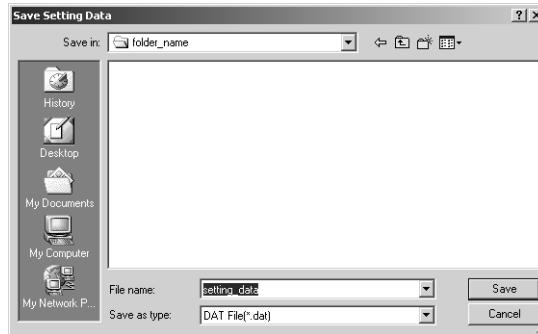 Save Setting Data
Save in: folder_name
History
Desktop
My Documents
My Computer
My Network P...
File name: setting_data Save
Save as type: DAT File(*.dat) Cancel